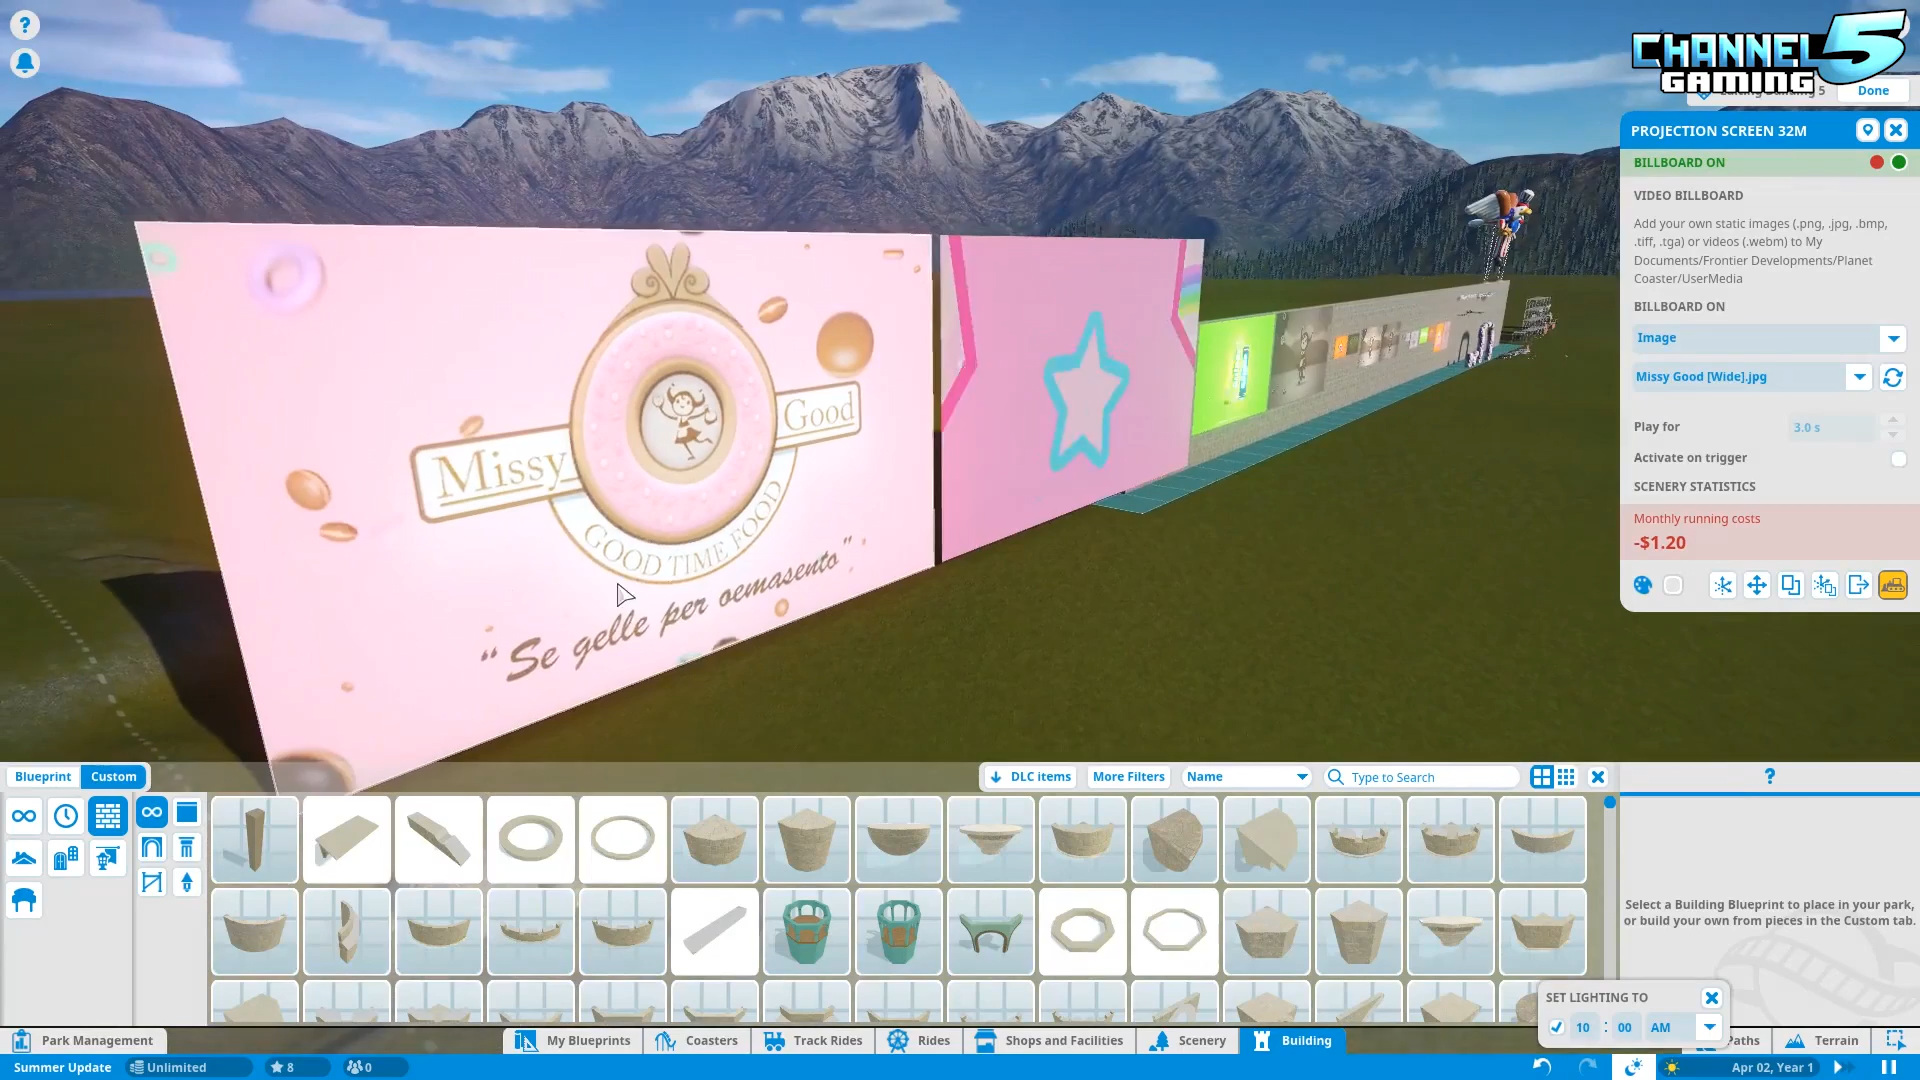 CHANNEL 5
GAMING
5
Done
PROJECTION SCREEN 32M
BILLBOARD ON
VIDEO BILLBOARD
Add your own static images (.png, .jpg, .bmp,
.tiff, .tga) or videos (.webm) to My
Documents/Frontier Developments/Planet
Coaster/UserMedia
BILLBOARD ON
Image
Missy Good [Wide].jpg
Play for
3.0 s
Activate on trigger
SCENERY STATISTICS
Monthly running costs
-$1.20
Missy Good
GOOD TIME FOOD
"Se gelle per oemasento"
Blueprint
Custom
DLC items
More Filters
Name
Type to Search
?
Select a Building Blueprint to place in your park,
or build your own from pieces in the Custom tab.
SET LIGHTING TO
10 : 00 AM
Park Management
My Blueprints
Coasters
Track Rides
Rides
Shops and Facilities
Scenery
Building
Paths
Terrain
Summer Update
Unlimited
8
0
Apr 02, Year 1